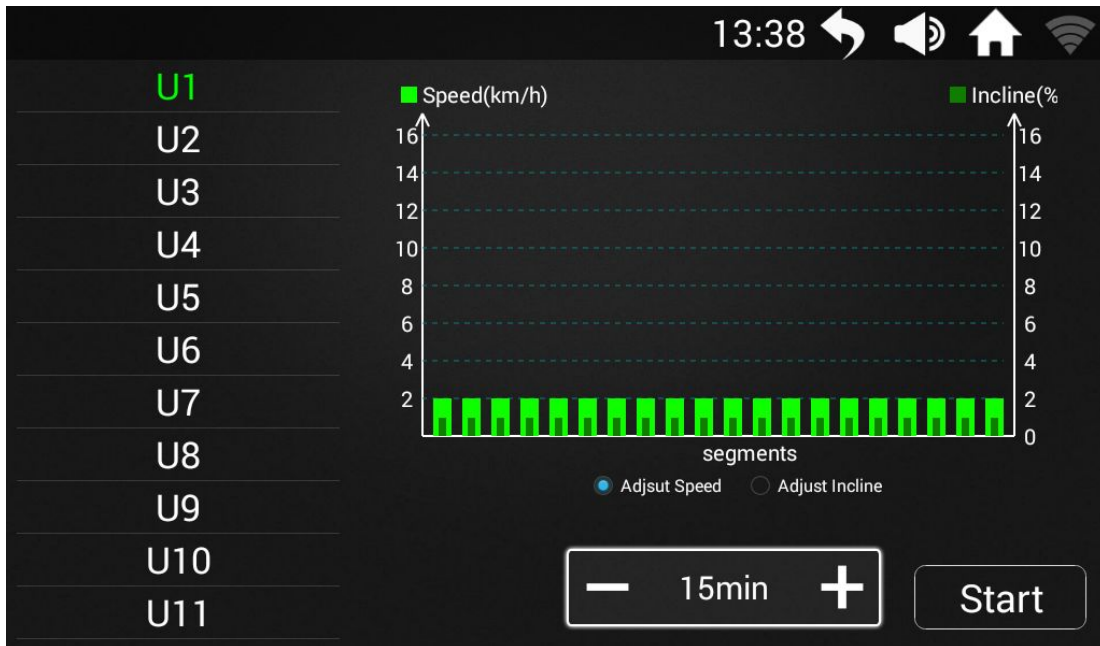 13:38
U1
U2
U3
U4
U5
U6
U7
U8
U9
U10
U11
Speed(km/h)
Incline(%
16
14
12
10
8
6
4
2
16
14
12
10
8
6
4
2
0
segments
Adjsut Speed
Adjust Incline
15min
Start